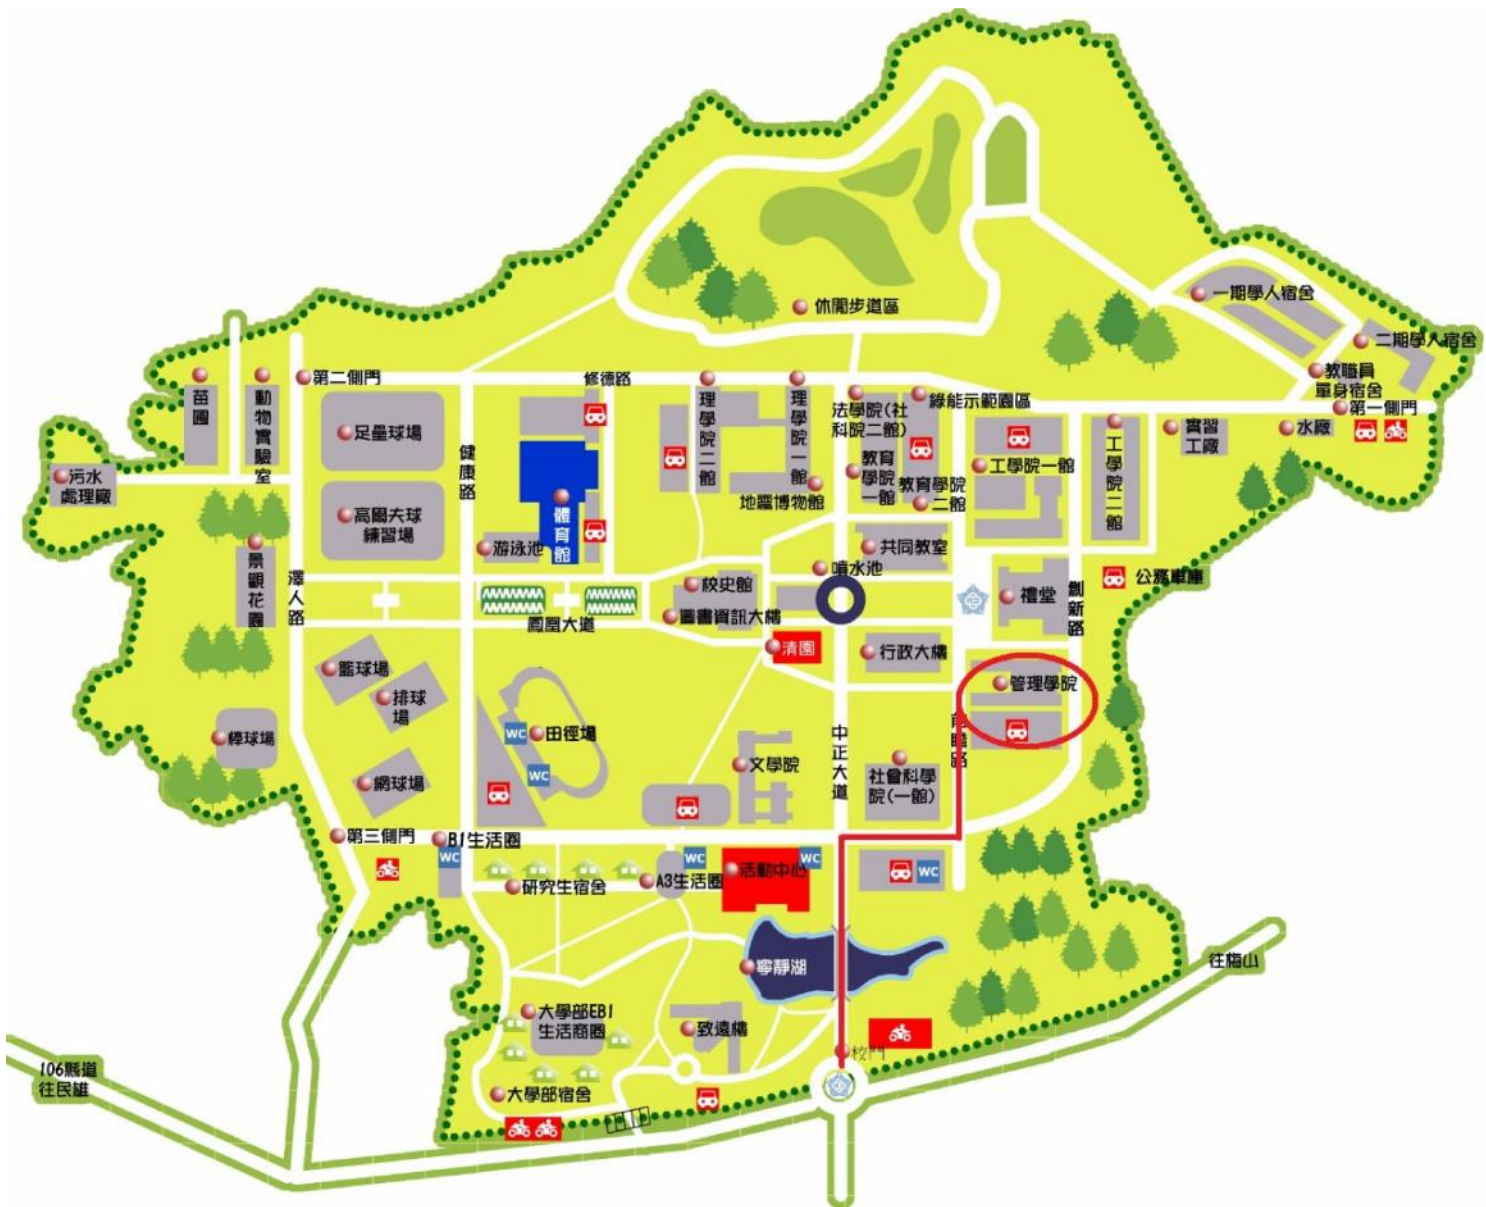 休閒步道區
一期學人宿舍
二期學人宿舍
教職員
單身宿舍
第一側門
第二側門
修德路
苗圃
動物實驗室
足壘球場
健康路
理學院二館
理學院一館
法學院(社
科院二館)
綠能示範園區
工學院一館
工學院二館
實習
工廠
水廠
污水
處理廠
高爾夫球
練習場
體育館
游泳池
地震博物館
教育
學院
一館
教育學院
二館
共同教室
景觀花園
澤人路
校史館
噴水池
禮堂
創新路
公務車庫
圖書資訊大樓
鳳凰大道
清園
行政大樓
管理學院
籃球場
排球
場
棒球場
網球場
WC
田徑場
WC
文學院
中正大道
社會科學
院(一館)
第三側門
B1生活圈
WC
研究生宿舍
A3生活圈
WC
活動中心
WC
WC
寧靜湖
往梅山
大學部EB1
生活商圈
致遠樓
校門
大學部宿舍
106縣道
往民雄